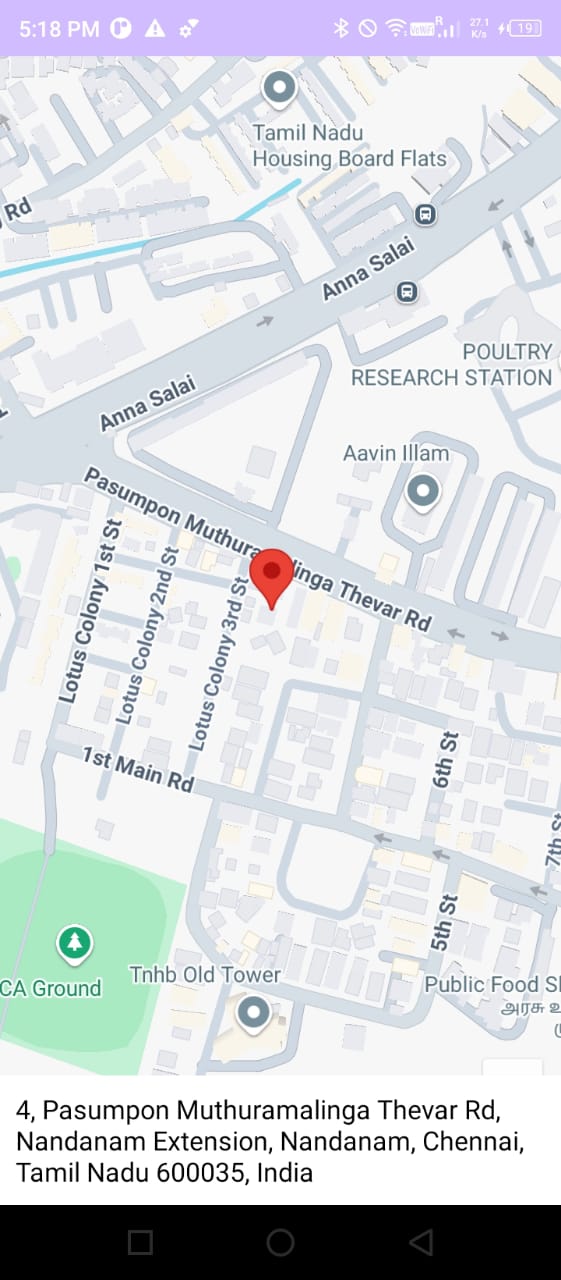 5:18 PM
VoWiFi
R
27.1
K/s
19
Tamil Nadu
Housing Board Flats
Rd
Anna Salai
POULTRY
RESEARCH STATION
Anna Salai
Aavin Illam
Pasumpon Muthuramalinga Thevar Rd
Lotus Colony 1st St
Lotus Colony 2nd St
Lotus Colony 3rd St
6th St
1st Main Rd
7th St
5th St
CA Ground
Tnhb Old Tower
Public Food
அரசு
4, Pasumpon Muthuramalinga Thevar Rd,
Nandanam Extension, Nandanam, Chennai,
Tamil Nadu 600035, India